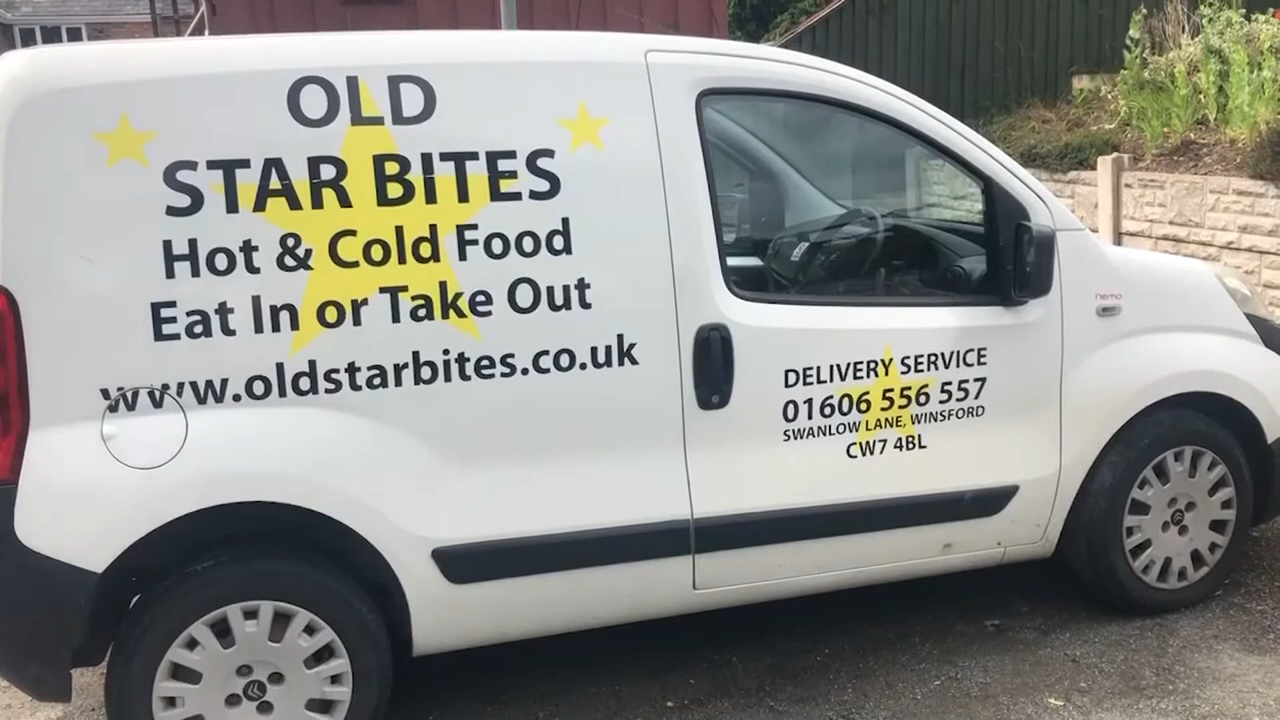 OLD
STAR BITES
Hot & Cold Food
Eat In or Take Out
www.oldstarbites.co.uk
DELIVERY SERVICE
01606 556 557
SWANLOW LANE, WINSFORD
CW7 4BL
nemo